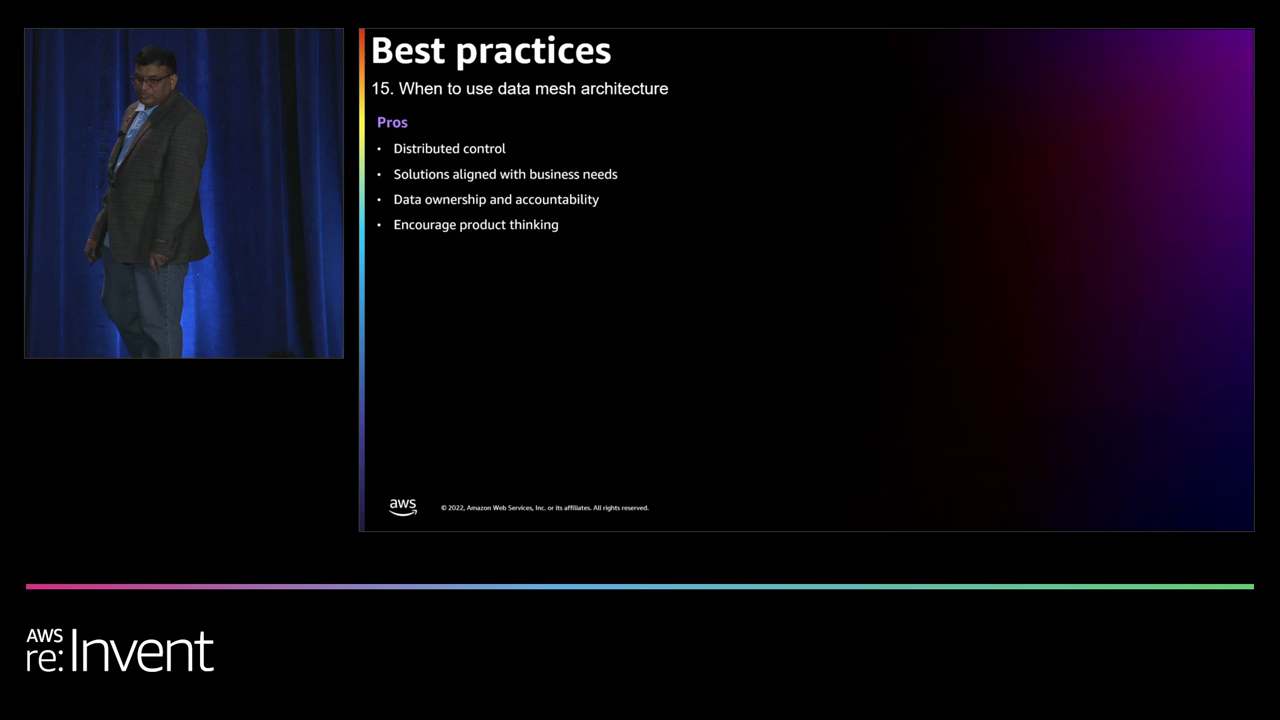 Best practices
15. When to use data mesh architecture
Pros
• Distributed control
• Solutions aligned with business needs
• Data ownership and accountability
• Encourage product thinking
aws
© 2022, Amazon Web Services, Inc. or its affiliates. All rights reserved.
AWS
re:Invent